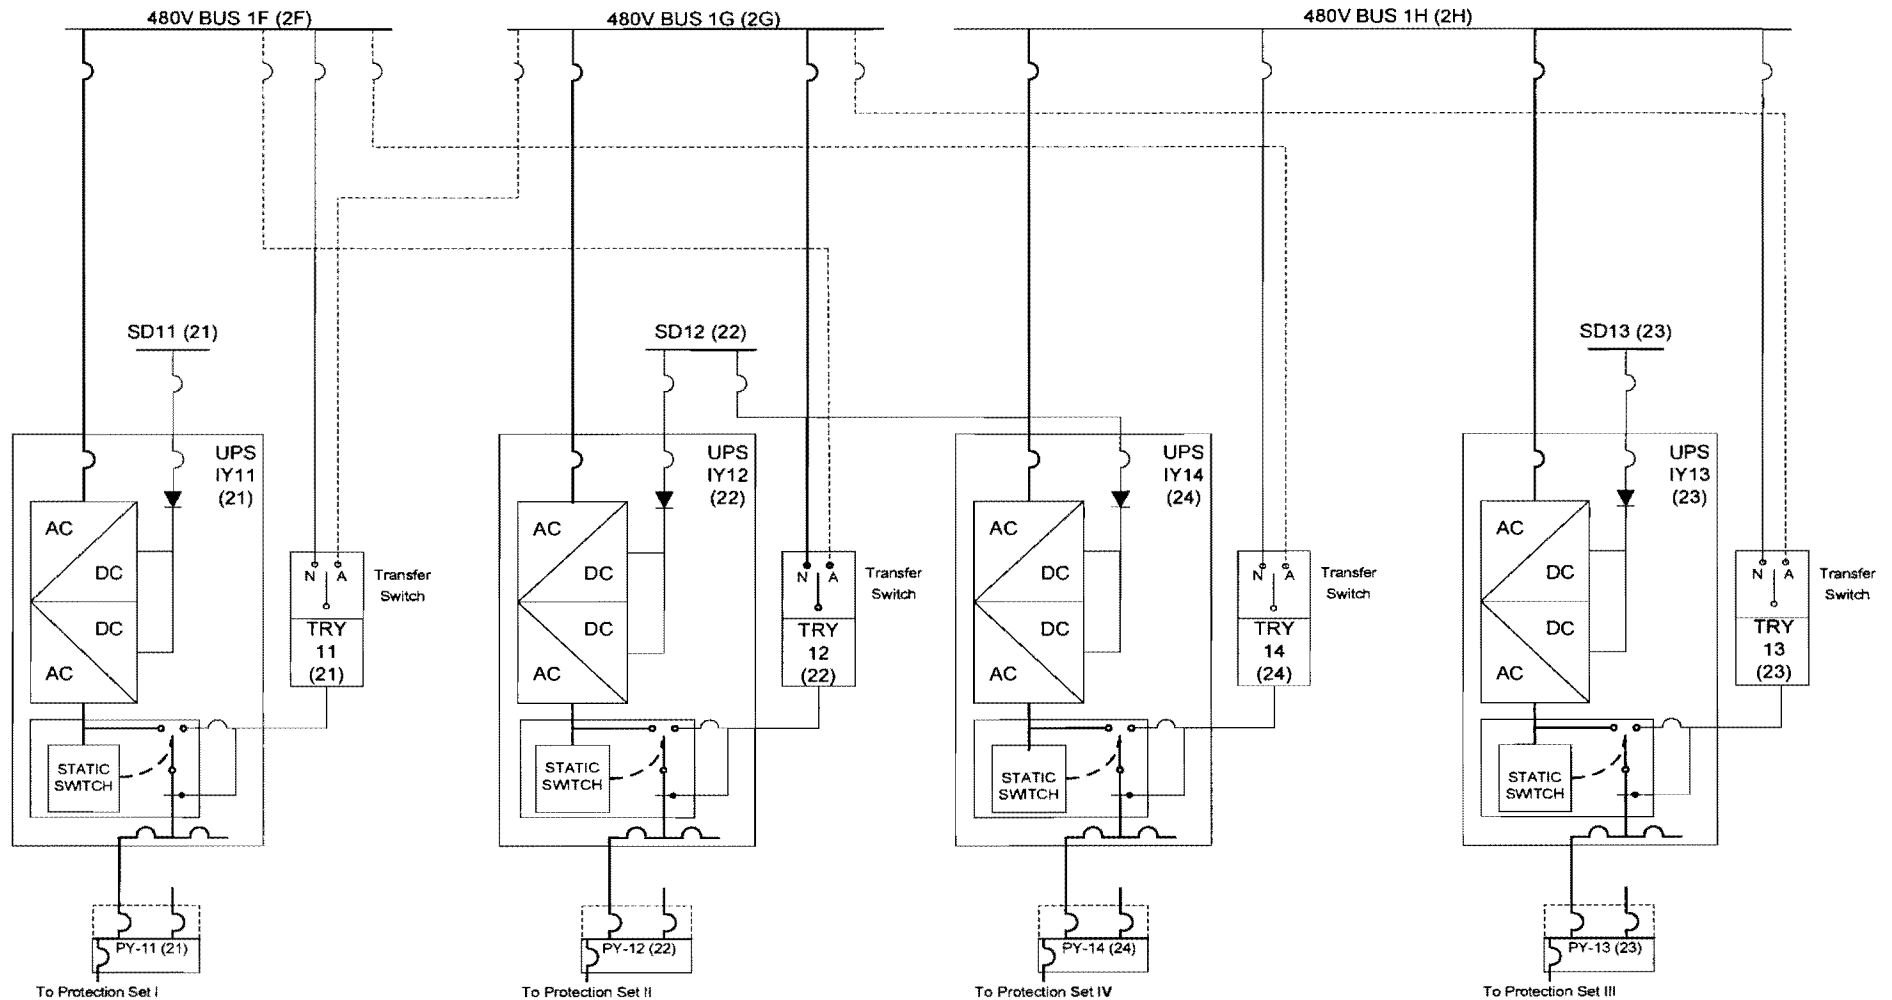 480V BUS 1F (2F)
480V BUS 1G (2G)
480V BUS 1H (2H)
SD11 (21)
SD12 (22)
SD13 (23)
UPS
IY11
(21)
AC
DC
DC
AC
N A
Transfer
Switch
TRY
11
(21)
STATIC
SWITCH
PY-11 (21)
To Protection Set I
UPS
IY12
(22)
AC
DC
DC
AC
N A
Transfer
Switch
TRY
12
(22)
STATIC
SWITCH
PY-12 (22)
To Protection Set II
UPS
IY14
(24)
AC
DC
DC
AC
N A
Transfer
Switch
TRY
14
(24)
STATIC
SWITCH
PY-14 (24)
To Protection Set IV
UPS
IY13
(23)
AC
DC
DC
AC
N A
Transfer
Switch
TRY
13
(23)
STATIC
SWITCH
PY-13 (23)
To Protection Set III